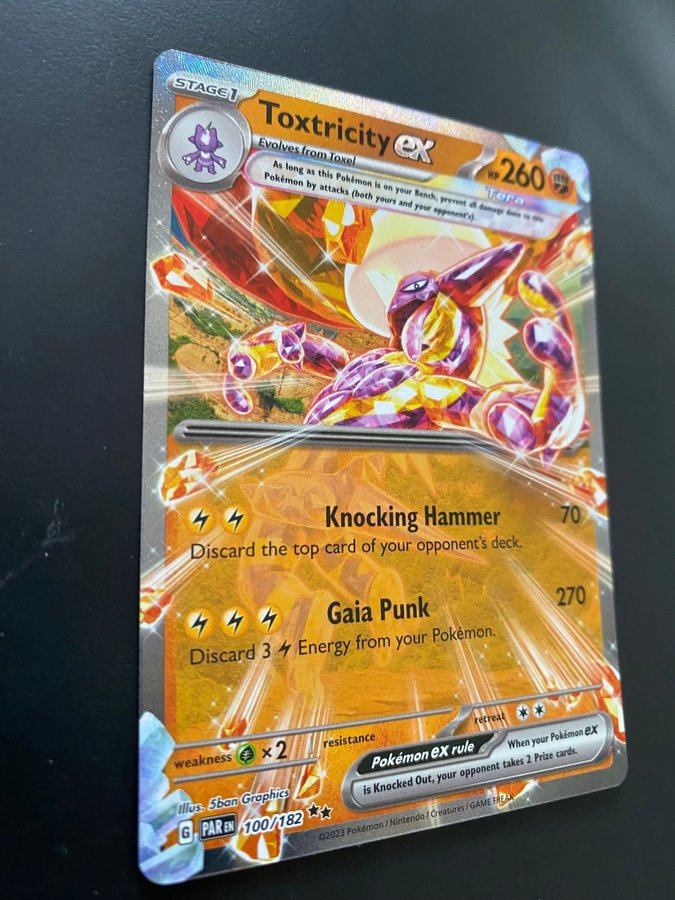 STAGE1
Toxtricity ex
HP 260
Evolves from Toxel
Tera
As long as this Pokémon is on your Bench, prevent all damage done to this
Pokémon by attacks (both yours and your opponent's).
Knocking Hammer 70
Discard the top card of your opponent's deck.
Gaia Punk 270
Discard 3 Energy from your Pokémon.
weakness ×2 resistance retreat
Pokémon ex rule When your Pokémon ex
is Knocked Out, your opponent takes 2 Prize cards.
Illus. 5ban Graphics
G PAR EN 100/182
©2023 Pokémon / Nintendo / Creatures / GAME FREAK